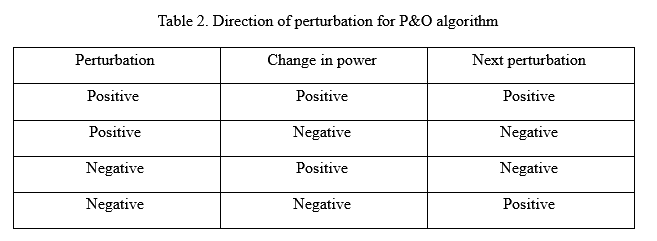 Table 2. Direction of perturbation for P&O algorithm
Perturbation Change in power Next perturbation
Positive Positive Positive
Positive Negative Negative
Negative Positive Negative
Negative Negative Positive